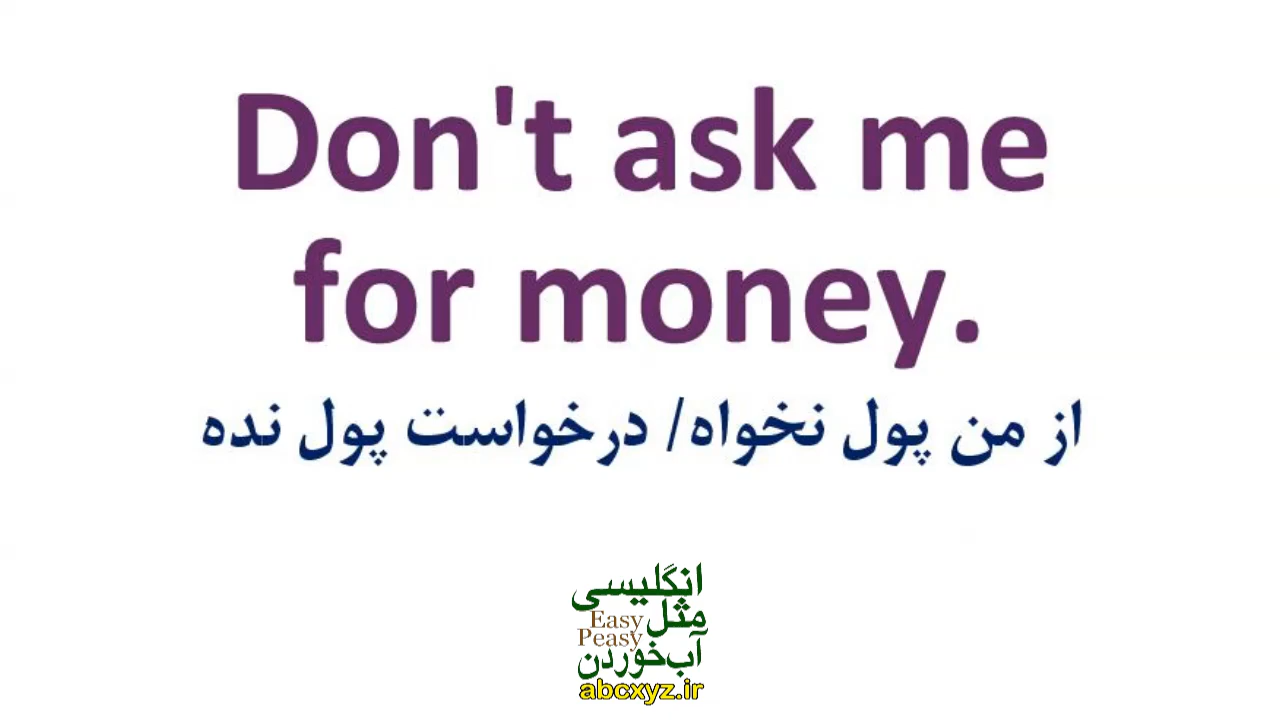 Don't ask me
for money.
از من پول نخواه/ درخواست پول نده
انگلیسی
مثل
Easy
Peasy
آب‌خوردن
abcxyz.ir